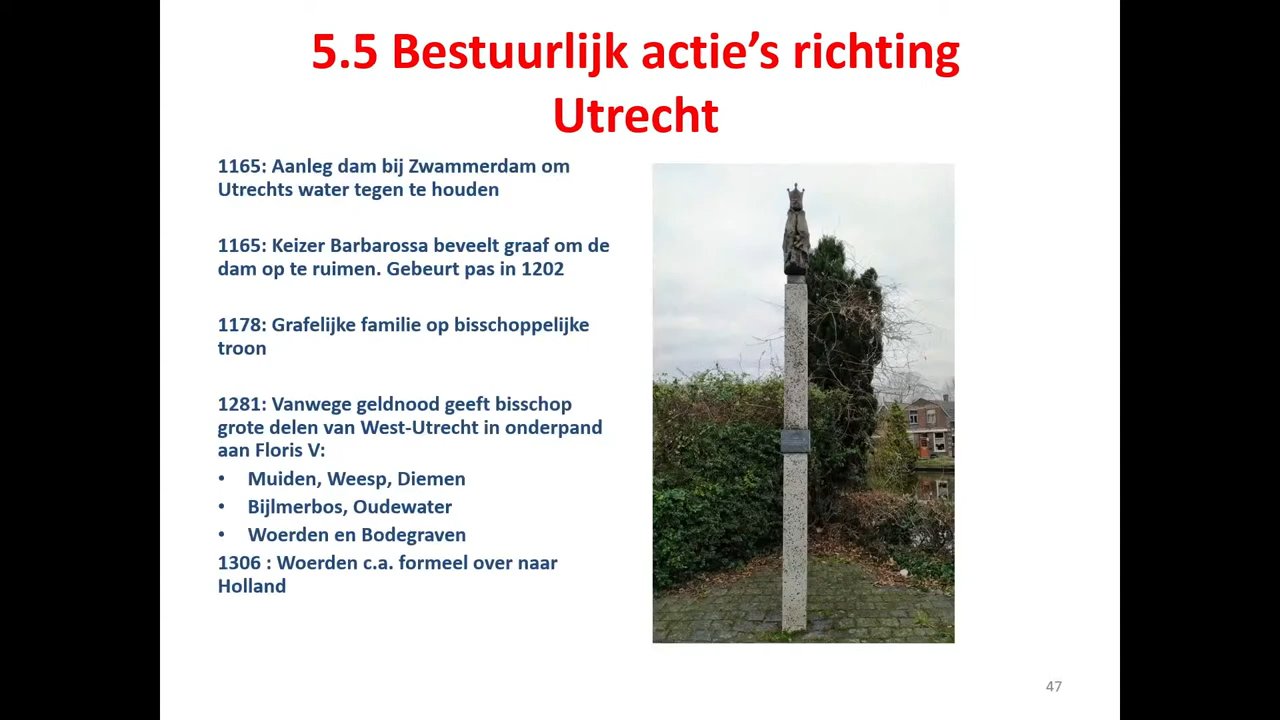 5.5 Bestuurlijk actie’s richting
Utrecht
1165: Aanleg dam bij Zwammerdam om
Utrechts water tegen te houden
1165: Keizer Barbarossa beveelt graaf om de
dam op te ruimen. Gebeurt pas in 1202
1178: Grafelijke familie op bisschoppelijke
troon
1281: Vanwege geldnood geeft bisschop
grote delen van West-Utrecht in onderpand
aan Floris V:
• Muiden, Weesp, Diemen
• Bijlmerbos, Oudewater
• Woerden en Bodegraven
1306 : Woerden c.a. formeel over naar
Holland
47